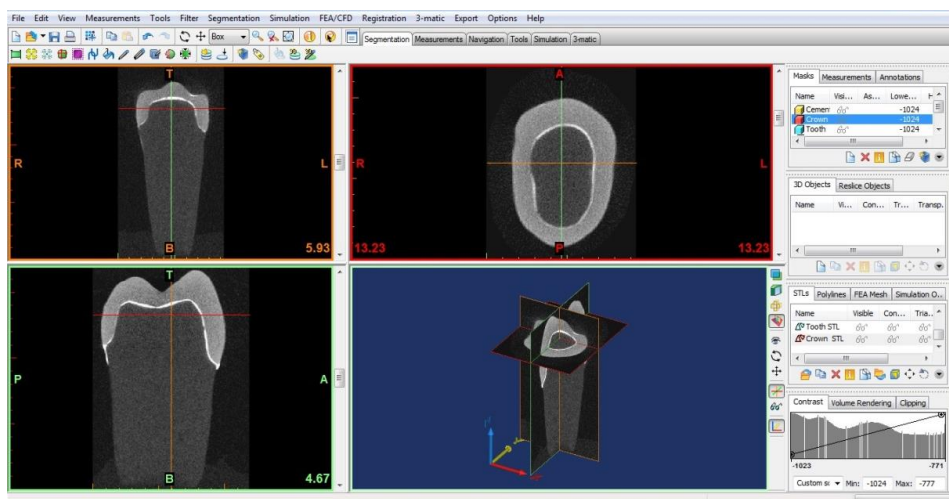 File Edit View Measurements Tools Filter Segmentation Simulation FEA/CFD Registration 3-matic Export Options Help
Box Segmentation Measurements Navigation Tools Simulation 3-matic
T
R
L
B
5.93
A
R
L
P
13.23
13.23
T
P
A
B
4.67
Masks Measurements Annotations
Name Visi... As... Lowe... H
Cemen -1024
Crown -1024
Tooth -1024
3D Objects Reslice Objects
Name Vi... Con... Tr... Transp.
STLs Polylines FEA Mesh Simulation O..
Name Visible Con... Tria..
Tooth STL
Crown STL
Contrast Volume Rendering Clipping
-1023 -771
Custom sc Min: -1024 Max: -777